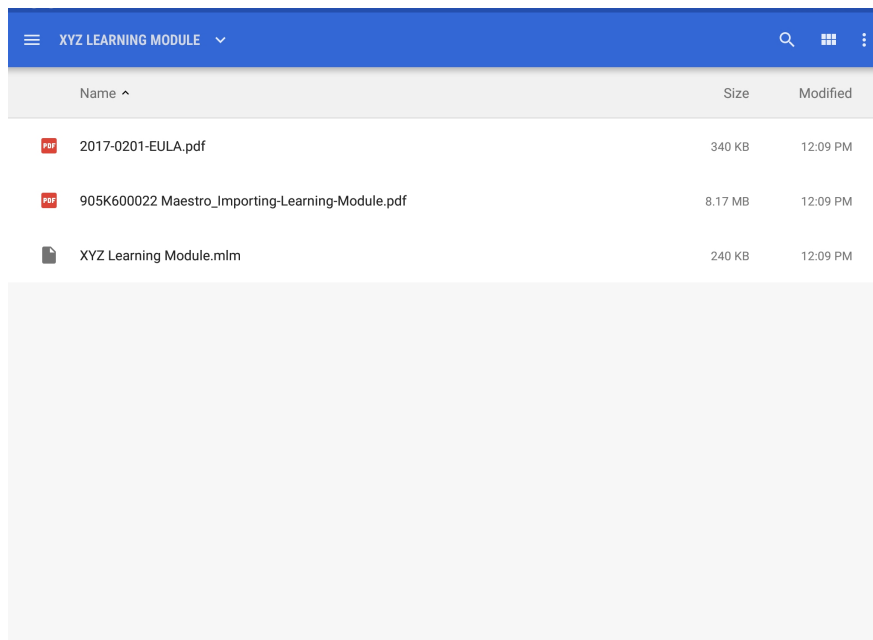 XYZ LEARNING MODULE
Name Size Modified
PDF 2017-0201-EULA.pdf 340 KB 12:09 PM
PDF 905K600022 Maestro_Importing-Learning-Module.pdf 8.17 MB 12:09 PM
XYZ Learning Module.mlm 240 KB 12:09 PM